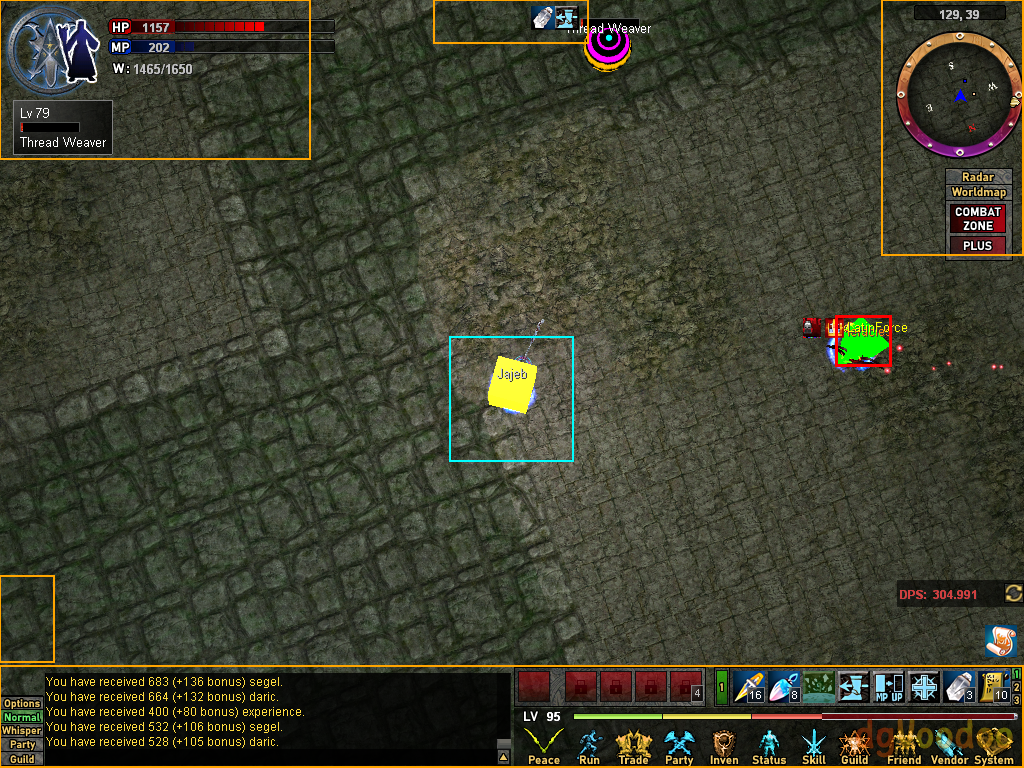 HP 1157
MP 202
W: 1465/1650
Lv 79
Thread Weaver
Thread Weaver
129, 39
S
W
E
Radar
Worldmap
COMBAT
ZONE
PLUS
LatinForce
Jajeb
DPS: 304.991
You have received 683 (+136 bonus) segel.
You have received 664 (+132 bonus) daric.
You have received 400 (+80 bonus) experience.
You have received 532 (+106 bonus) segel.
You have received 528 (+105 bonus) daric.
Options
Normal
Whisper
Party
Guild
4
1
16
8
MP UP
3
10
1
2
3
LV 95
Peace Run Trade Party Inven Status Skill Guild Friend Vendor System